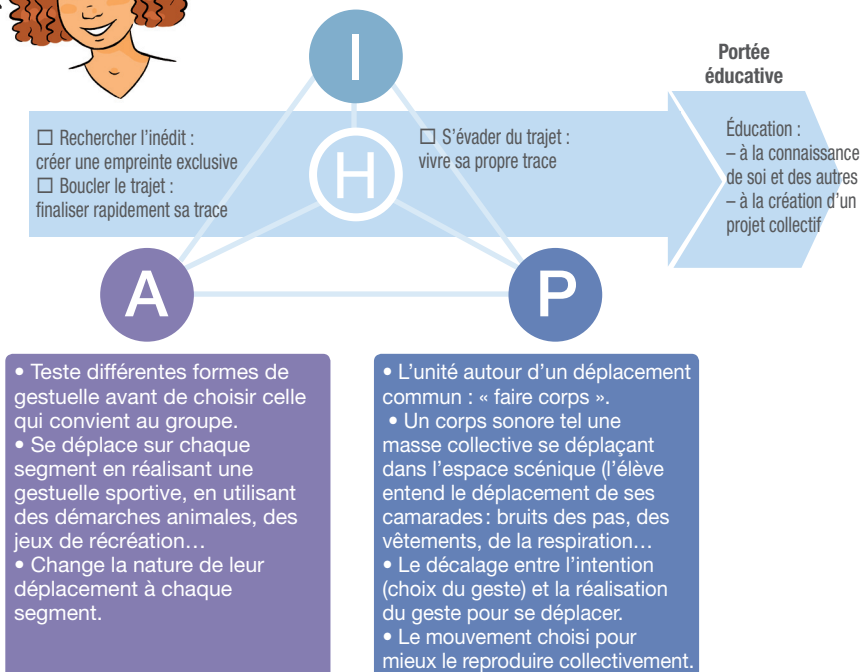 I
Portée
éducative
☐ Rechercher l’inédit :
créer une empreinte exclusive
☐ Boucler le trajet :
finaliser rapidement sa trace
H
☐ S’évader du trajet :
vivre sa propre trace
Éducation :
– à la connaissance
de soi et des autres
– à la création d’un
projet collectif
A
P
• Teste différentes formes de
gestuelle avant de choisir celle
qui convient au groupe.
• Se déplace sur chaque
segment en réalisant une
gestuelle sportive, en utilisant
des démarches animales, des
jeux de récréation…
• Change la nature de leur
déplacement à chaque
segment.
• L’unité autour d’un déplacement
commun : « faire corps ».
• Un corps sonore tel une
masse collective se déplaçant
dans l’espace scénique (l’élève
entend le déplacement de ses
camarades : bruits des pas, des
vêtements, de la respiration…
• Le décalage entre l’intention
(choix du geste) et la réalisation
du geste pour se déplacer.
• Le mouvement choisi pour
mieux le reproduire collectivement.